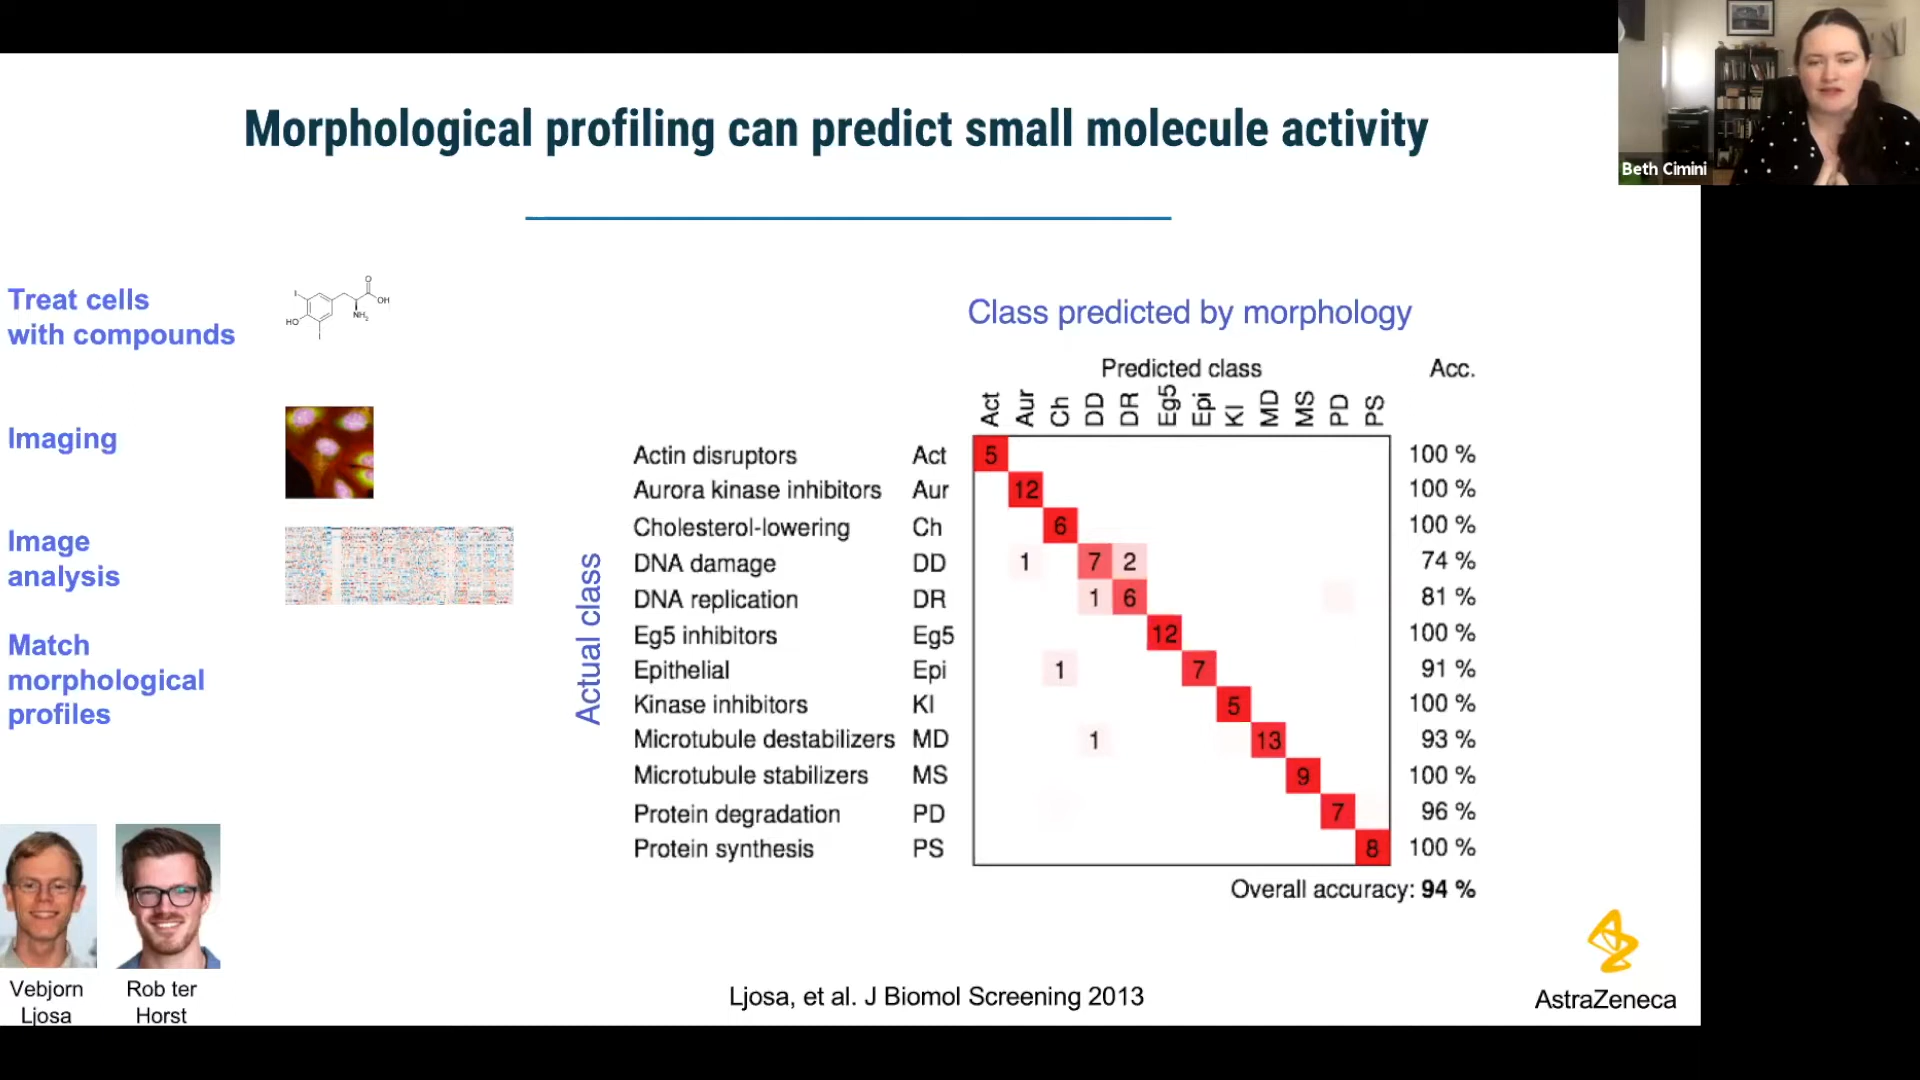 Morphological profiling can predict small molecule activity
Beth Cimini
Treat cells
with compounds
I
O
OH
NH2
HO
I
Imaging
Image
analysis
Match
morphological
profiles
Class predicted by morphology
Predicted class Acc.
Act Aur Ch DD DR Eg5 Epi KI MD MS PD PS
Actual class
Actin disruptors Act 5 100 %
Aurora kinase inhibitors Aur 12 100 %
Cholesterol-lowering Ch 6 100 %
DNA damage DD 1 7 2 74 %
DNA replication DR 1 6 81 %
Eg5 inhibitors Eg5 12 100 %
Epithelial Epi 1 7 91 %
Kinase inhibitors KI 5 100 %
Microtubule destabilizers MD 1 13 93 %
Microtubule stabilizers MS 9 100 %
Protein degradation PD 7 96 %
Protein synthesis PS 8 100 %
Overall accuracy: 94 %
Vebjorn
Ljosa
Rob ter
Horst
Ljosa, et al. J Biomol Screening 2013
AstraZeneca